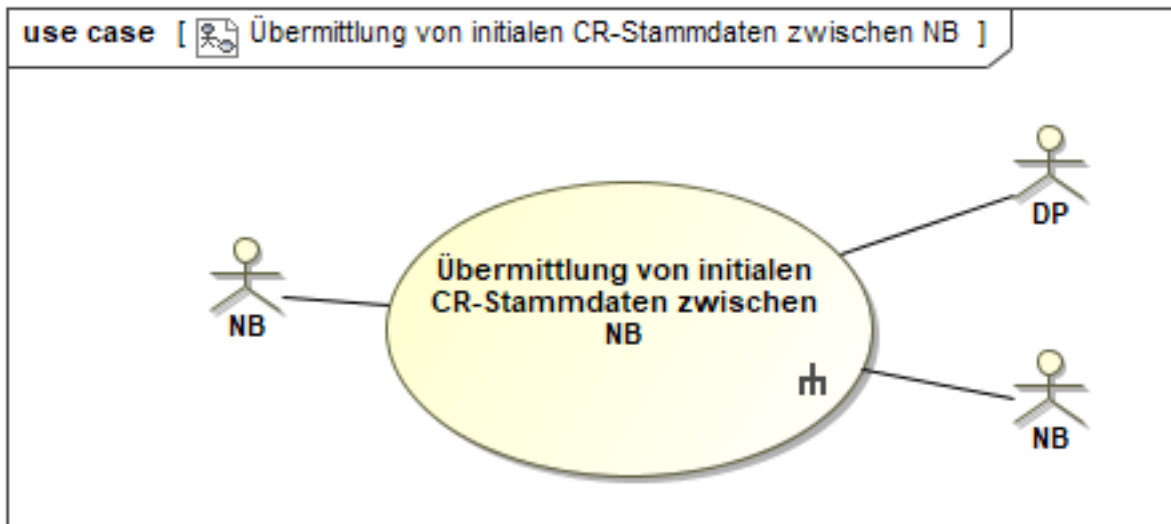 use case [ Übermittlung von initialen CR-Stammdaten zwischen NB ]
DP
Übermittlung von initialen
CR-Stammdaten zwischen
NB
NB
NB